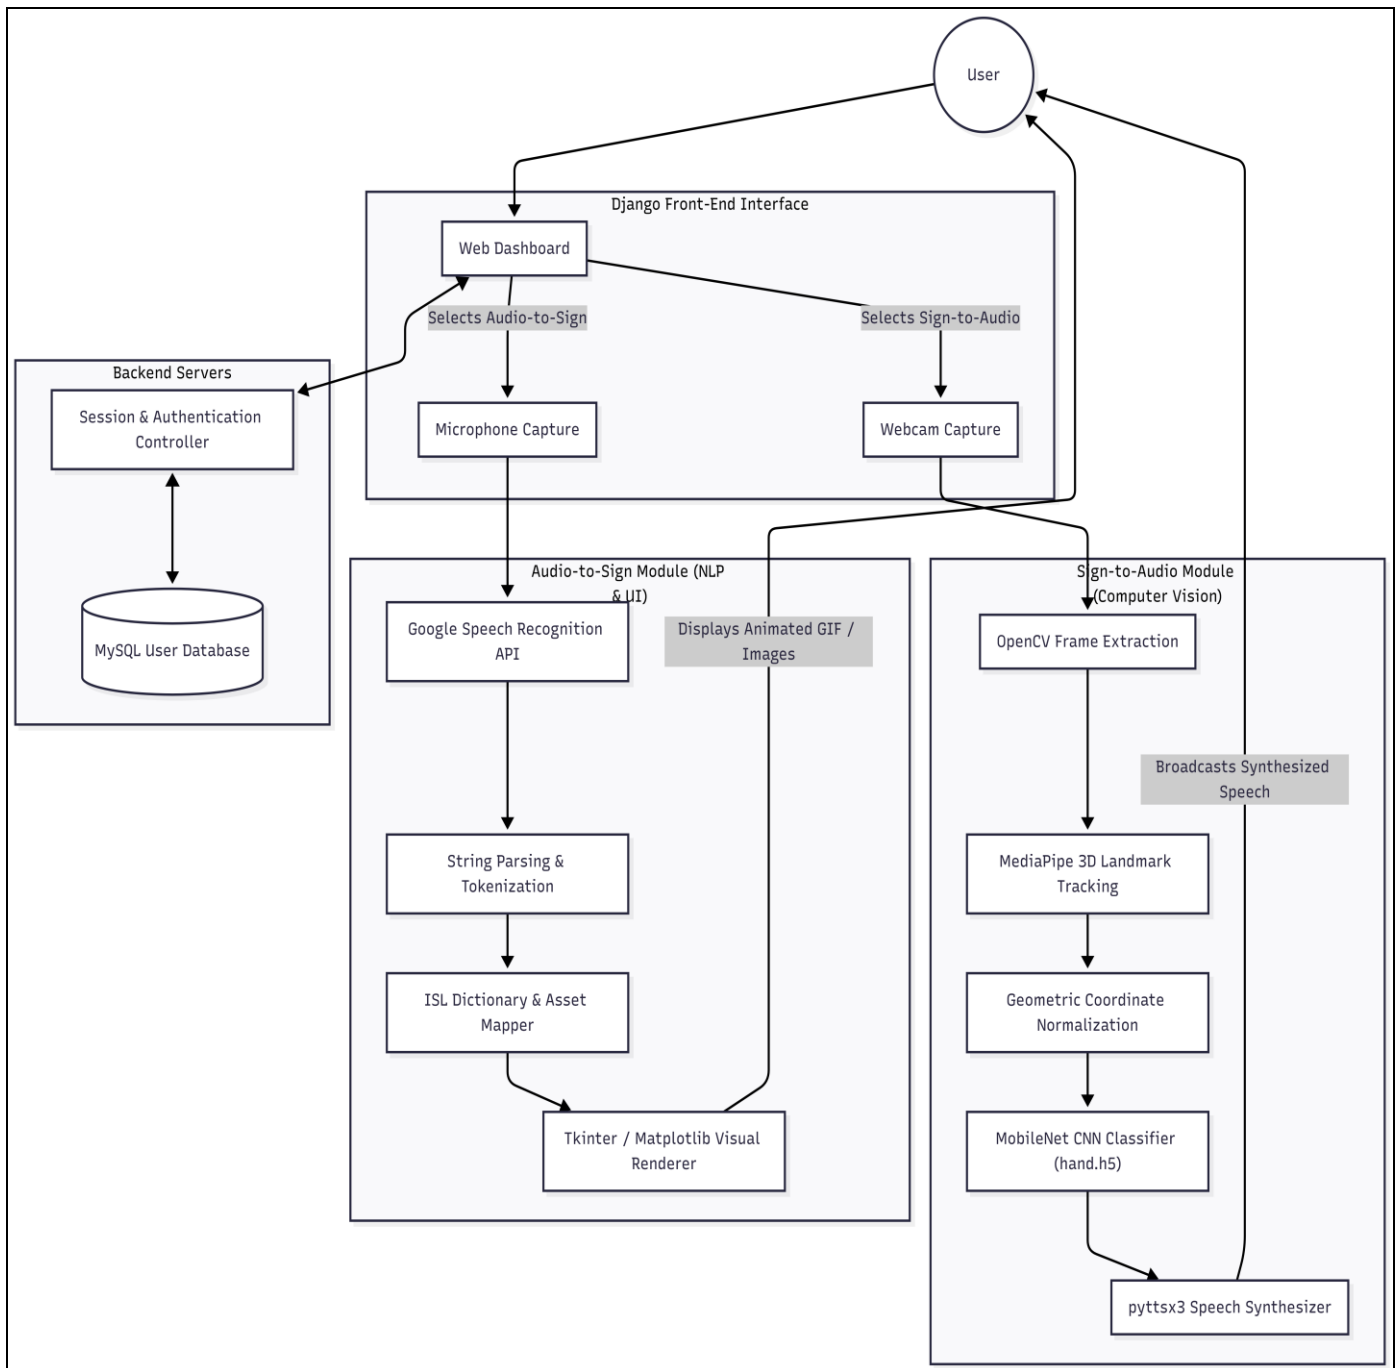 User
Django Front-End Interface
Web Dashboard
Selects Audio-to-Sign
Selects Sign-to-Audio
Backend Servers
Session & Authentication
Controller
Microphone Capture
Webcam Capture
MySQL User Database
Audio-to-Sign Module (NLP
& UI)
Google Speech Recognition
API
Displays Animated GIF /
Images
String Parsing &
Tokenization
ISL Dictionary & Asset
Mapper
Tkinter / Matplotlib Visual
Renderer
Sign-to-Audio Module
(Computer Vision)
OpenCV Frame Extraction
Broadcasts Synthesized
Speech
MediaPipe 3D Landmark
Tracking
Geometric Coordinate
Normalization
MobileNet CNN Classifier
(hand.h5)
pyttsx3 Speech Synthesizer